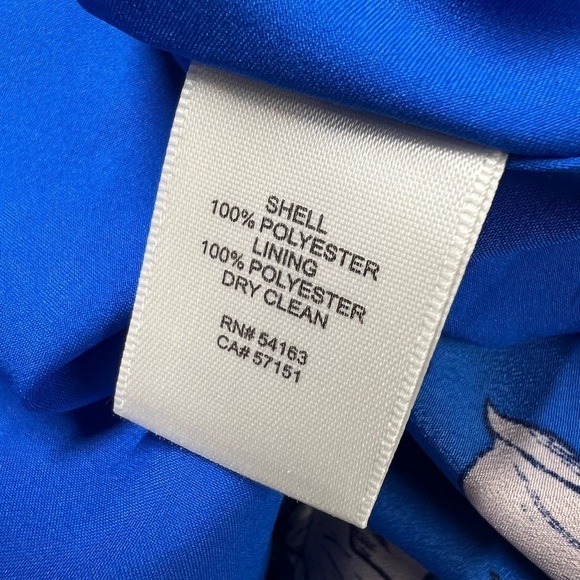 SHELL
100% POLYESTER
LINING
100% POLYESTER
DRY CLEAN
RN# 54163
CA# 57151